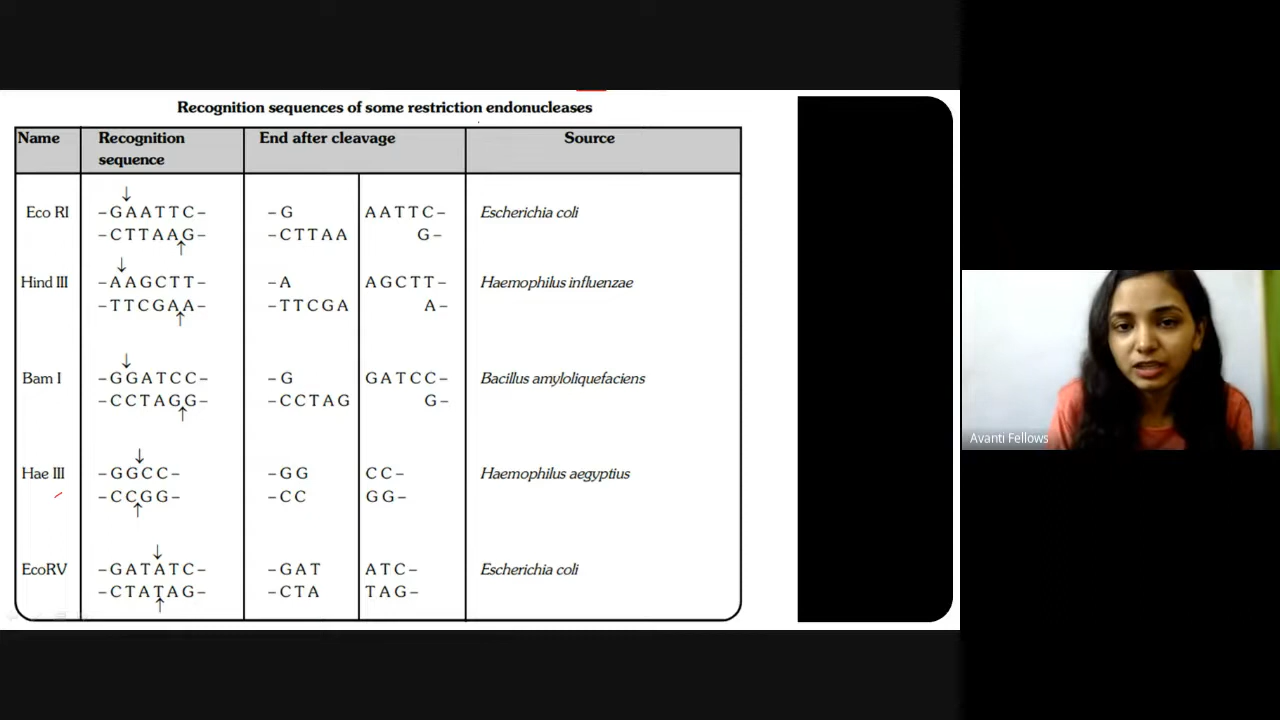 Recognition sequences of some restriction endonucleases
Name Recognition sequence End after cleavage Source
↓
Eco RI –GAATTC– –G AATTC– Escherichia coli
–CTTAAG– –CTTAA G–
↑
↓
Hind III –AAGCTT– –A AGCTT– Haemophilus influenzae
–TTCGAA– –TTCGA A–
↑
↓
Bam I –GGATCC– –G GATCC– Bacillus amyloliquefaciens
–CCTAGG– –CCTAG G–
↑
↓
Hae III –GGCC– –GG CC– Haemophilus aegyptius
–CCGG– –CC GG–
↑
↓
EcoRV –GATATC– –GAT ATC– Escherichia coli
–CTATAG– –CTA TAG–
↑
Avanti Fellows